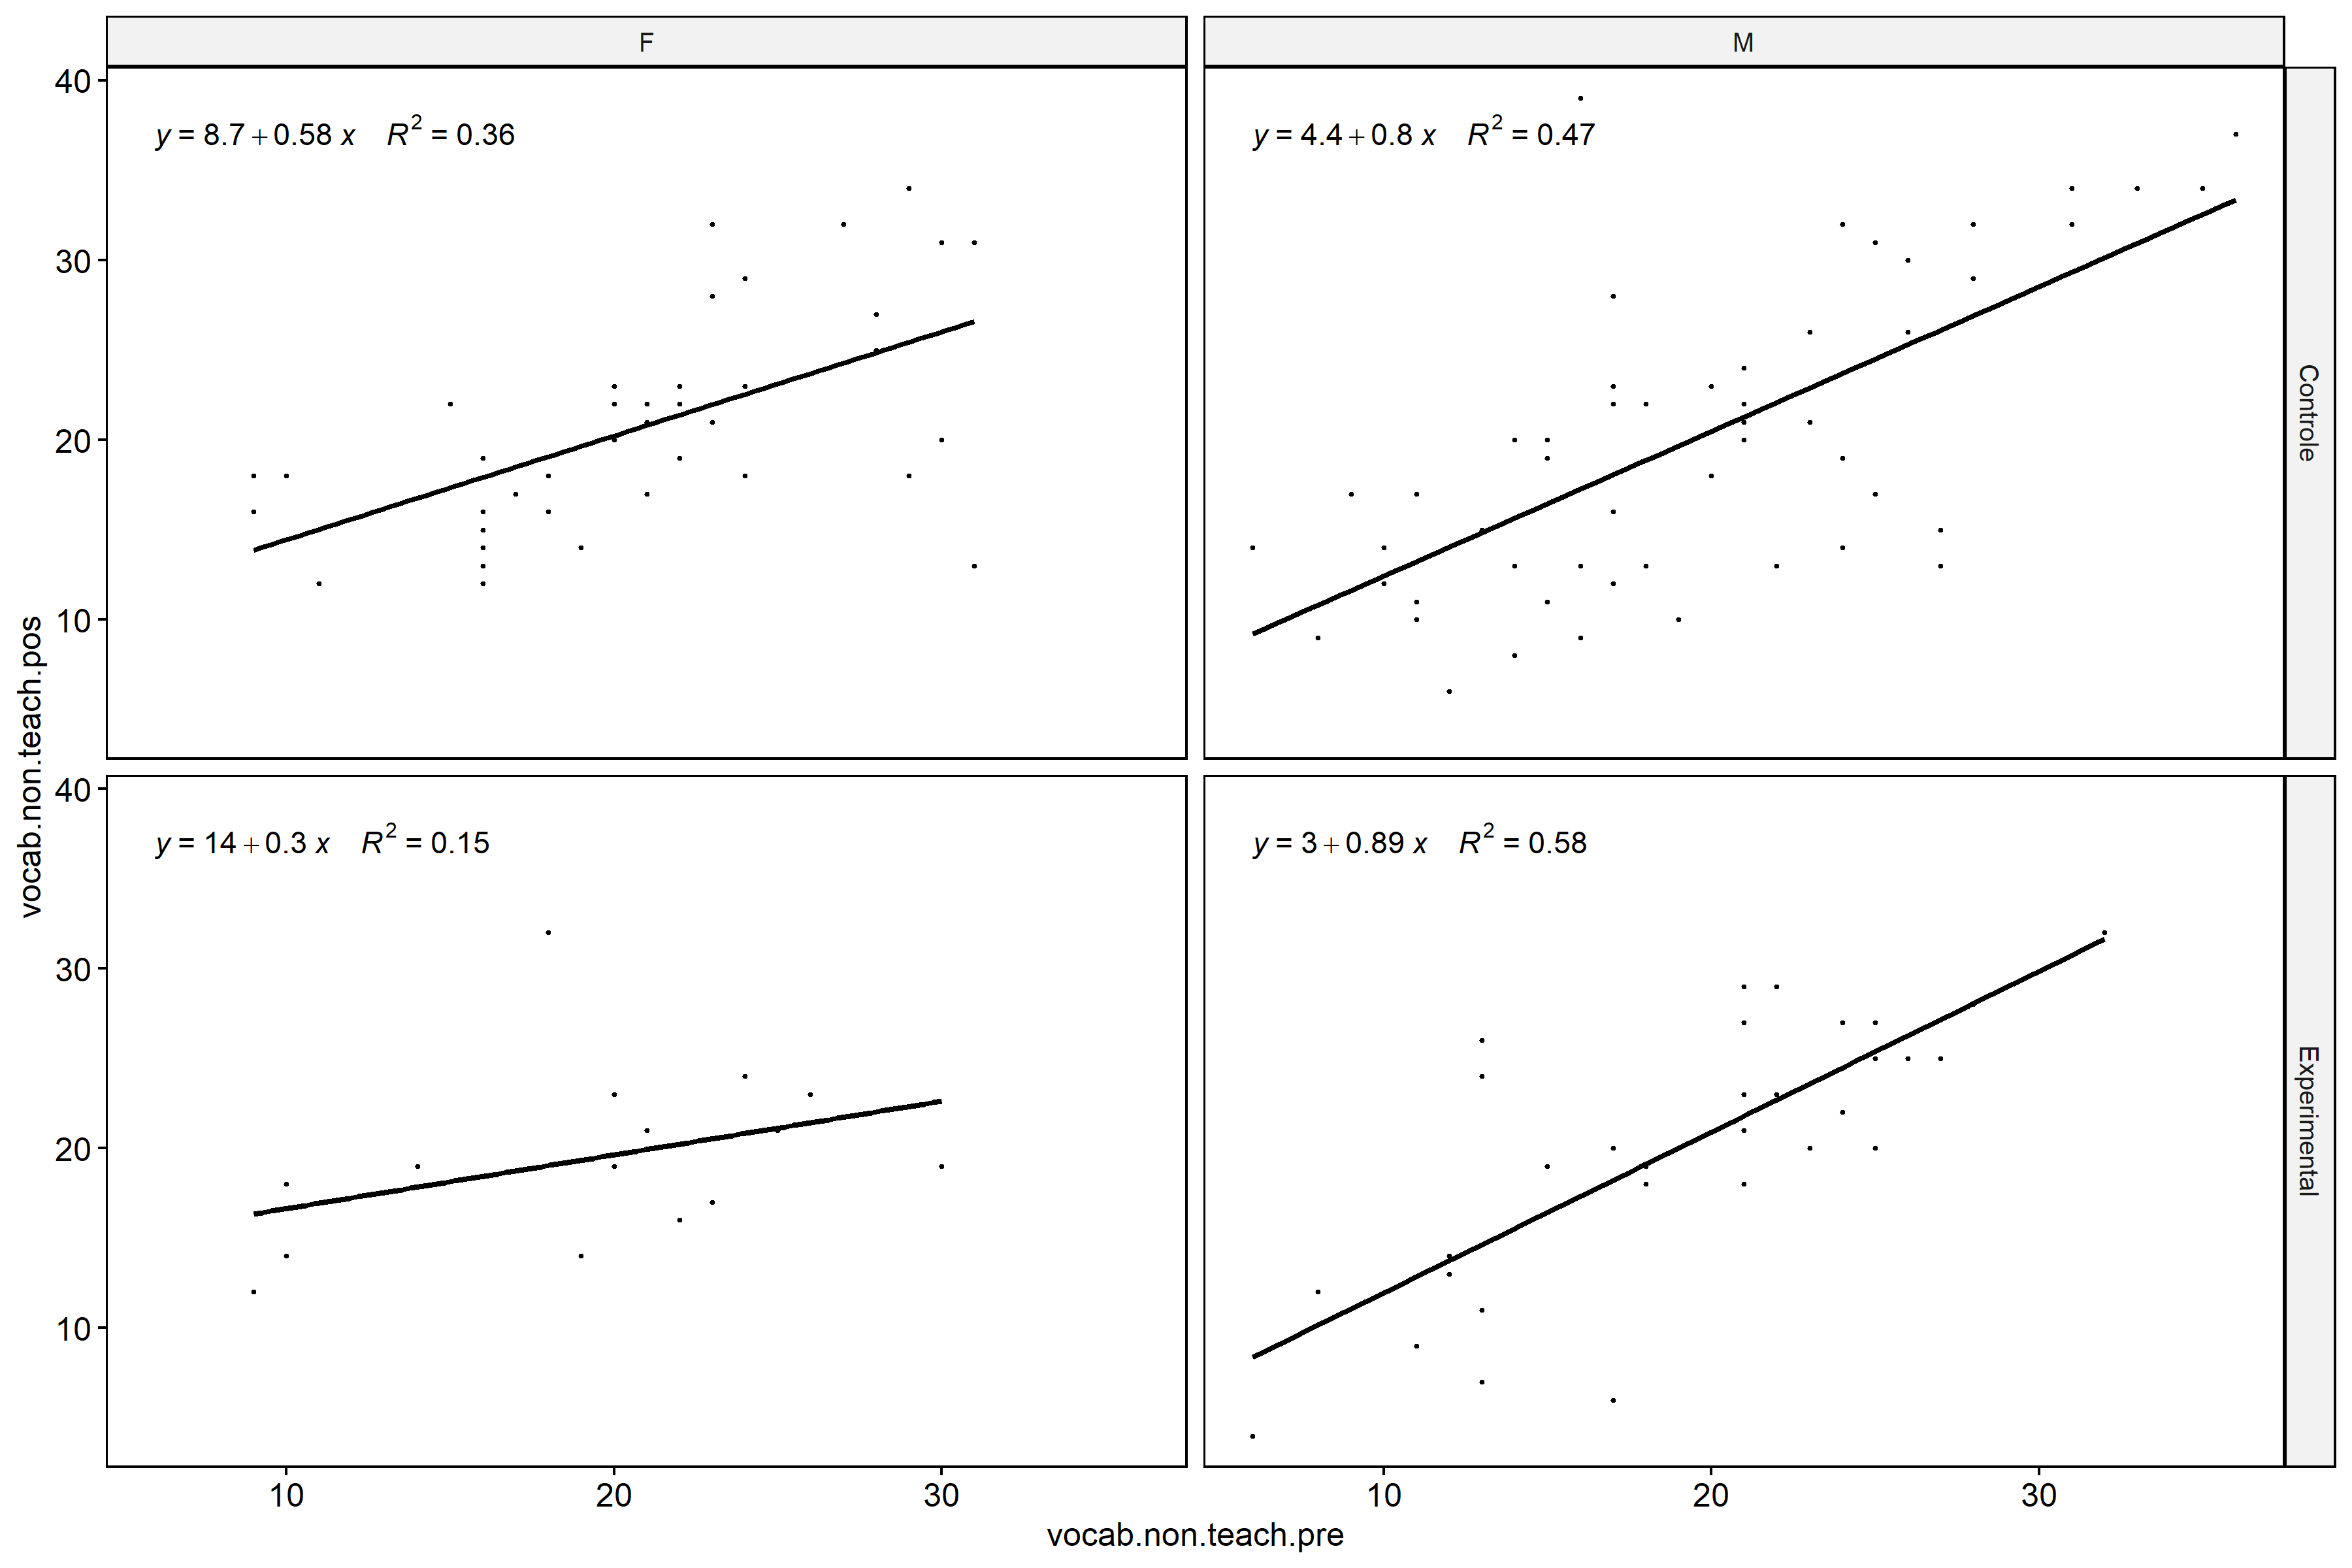 F
M
40
y = 8.7 + 0.58 x R² = 0.36
y = 4.4 + 0.8 x R² = 0.47
30
20
10
Controle
40
y = 14 + 0.3 x R² = 0.15
y = 3 + 0.89 x R² = 0.58
30
20
10
Experimental
vocab.non.teach.pos
10 20 30
10 20 30
vocab.non.teach.pre